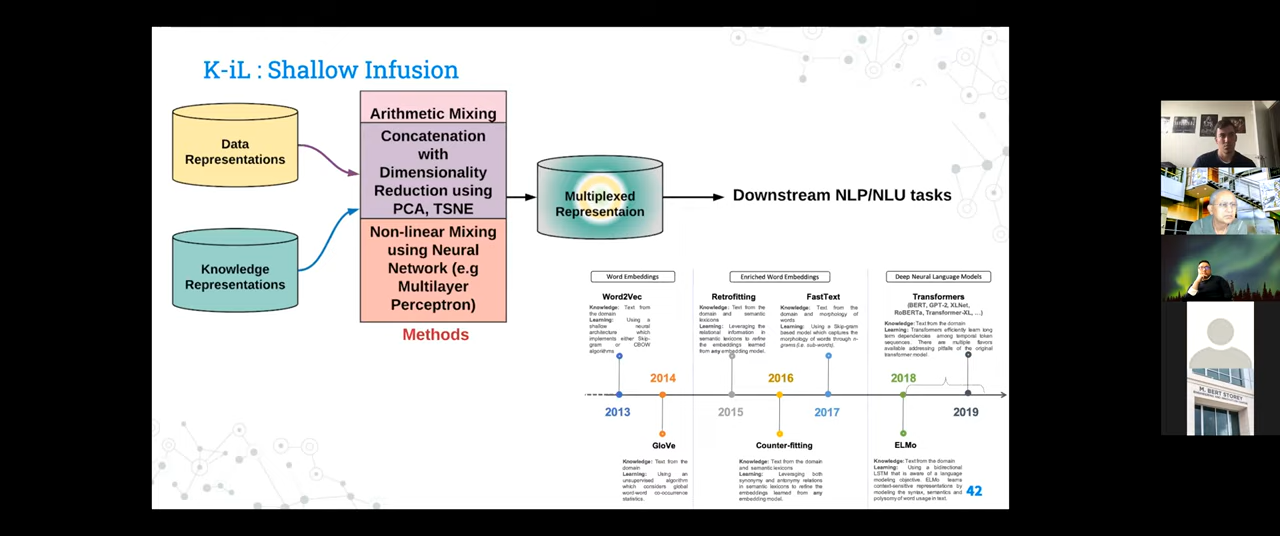 K-iL : Shallow Infusion
Data
Representations
Knowledge
Representations
Arithmetic Mixing
Concatenation
with
Dimensionality
Reduction using
PCA, TSNE
Non-linear Mixing
using Neural
Network (e.g
Multilayer
Perceptron)
Methods
Multiplexed
Representaion
Downstream NLP/NLU tasks
Word Embeddings
Enriched Word Embeddings
Deep Neural Language Models
Word2Vec
Knowledge: Text from
the domain
Learning: Using a
shallow neural
architecture which
implements either Skip-
gram or CBOW
algorithms
Retrofitting
Knowledge: Text from the
domain and semantic
lexicons
Learning: Leveraging the
relational information in
semantic lexicons to refine
the embeddings learned
from any embedding model.
FastText
Knowledge: Text from the
domain and morphology of
words
Learning: Using a Skip-gram
based model which captures the
morphology of words through n-
grams (i.e. sub-words).
Transformers
(BERT, GPT-2, XLNet,
RoBERTa, Transformer-XL, ...)
Knowledge: Text from the domain
Learning: Transformers efficiently learn long
term dependencies among temporal token
sequences. There are multiple flavors
available addressing pitfalls of the original
transformer model.
2014
2016
2018
2013
2015
2017
2019
GloVe
Knowledge: Text from the
domain
Learning: Using an
unsupervised algorithm
which considers global
word-word co-occurrence
statistics.
Counter-fitting
Knowledge: Text from the domain
and semantic lexicons
Learning: Leveraging both
synonymy and antonymy relations
in semantic lexicons to refine the
embeddings learned from any
embedding model.
ELMo
Knowledge: Text from the domain
Learning: Using a bidirectional
LSTM that is aware of a language
modeling objective. ELMo learns
context-sensitive representations by
modeling the syntax, semantics and
polysemy of word usage in text.
42
M. BERT STOREY